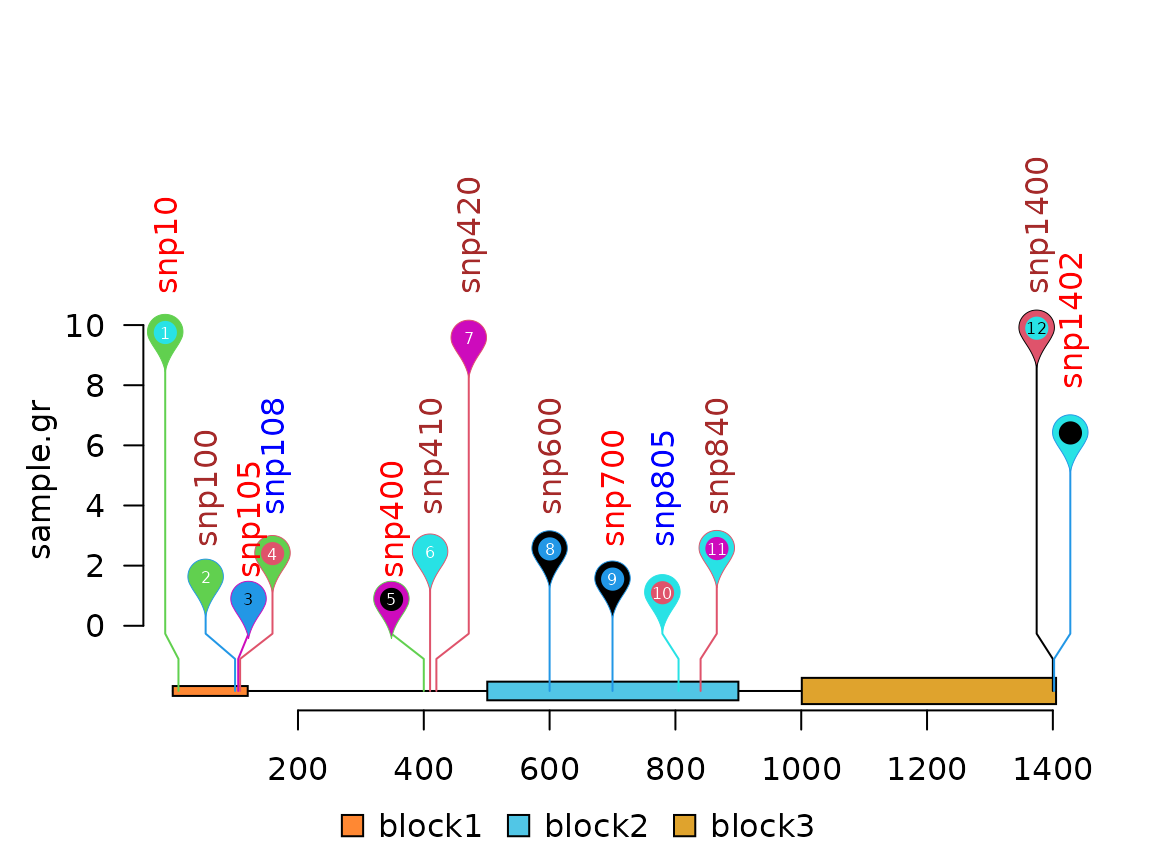 snp1400
snp420
snp10
snp1402
10
1
7
12
8
snp108
snp410
snp600
snp840
sample.gr
snp100
snp700
snp805
6
snp105
snp400
4
2
0
4
6
8
11
2
9
10
3
5
200 400 600 800 1000 1200 1400
block1 block2 block3